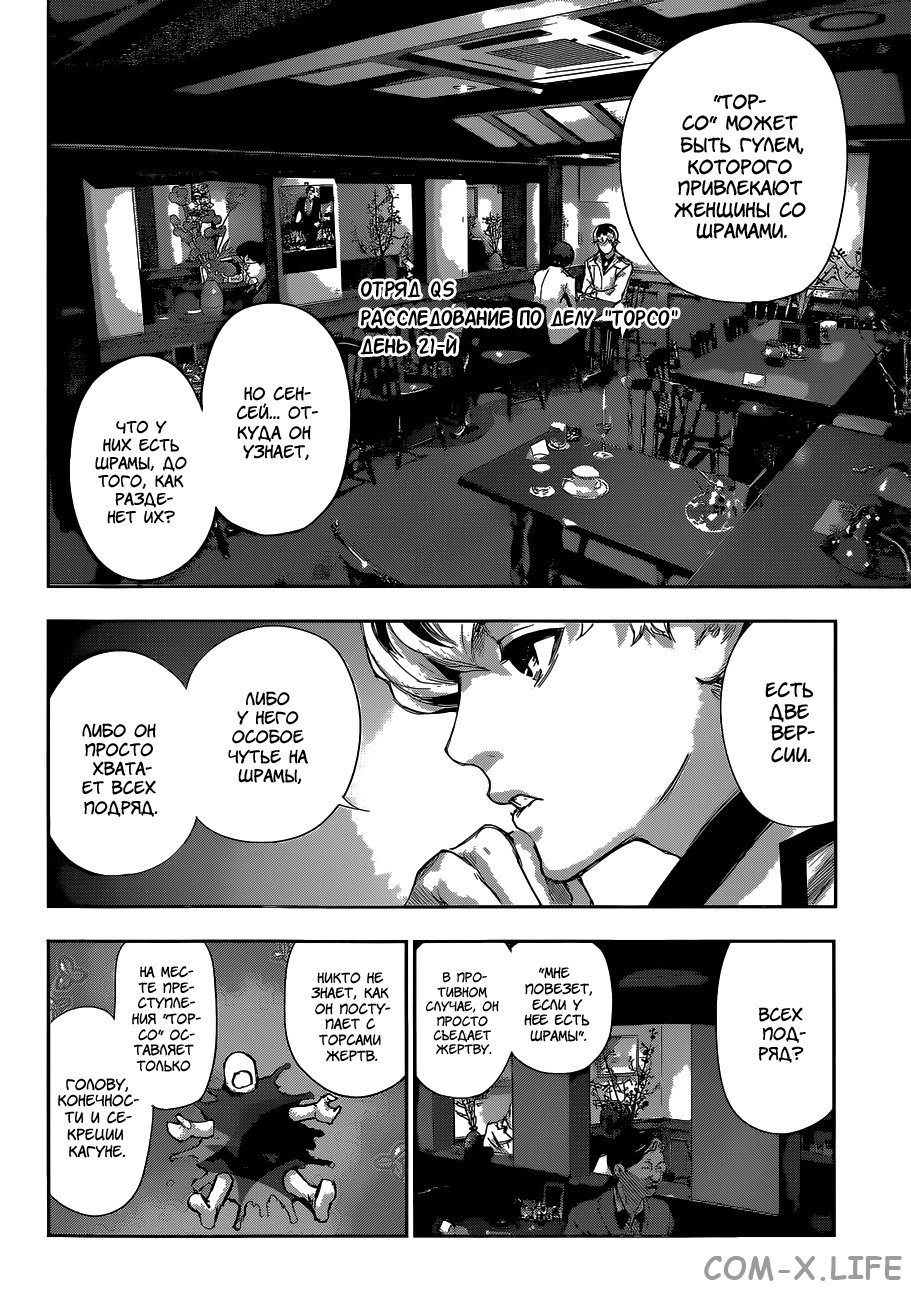 "ТОР-
СО" МОЖЕТ
БЫТЬ ГУЛЕМ,
КОТОРОГО
ПРИВЛЕКАЮТ
ЖЕНЩИНЫ СО
ШРАМАМИ.
ОТРЯД QS
РАССЛЕДОВАНИЕ ПО ДЕЛУ "ТОРСО"
ДЕНЬ 21-Й
НО СЕН-
СЕЙ... ОТ-
КУДА ОН
УЗНАЕТ,
ЧТО У
НИХ ЕСТЬ
ШРАМЫ, ДО
ТОГО, КАК
РАЗДЕ-
НЕТ ИХ?
ЕСТЬ
ДВЕ
ВЕР-
СИИ.
ЛИБО
У НЕГО
ОСОБОЕ
ЧУТЬЕ НА
ШРАМЫ,
ЛИБО ОН
ПРОСТО
ХВАТА-
ЕТ ВСЕХ
ПОДРЯД.
ВСЕХ
ПОД-
РЯД?
"МНЕ
ПОВЕЗЕТ,
ЕСЛИ У
НЕЕ ЕСТЬ
ШРАМЫ".
В ПРО-
ТИВНОМ
СЛУЧАЕ, ОН
ПРОСТО
СЪЕДАЕТ
ЖЕРТВУ.
НИКТО НЕ
ЗНАЕТ, КАК
ОН ПОСТУ-
ПАЕТ С
ТОРСАМИ
ЖЕРТВ.
НА МЕС-
ТЕ ПРЕ-
СТУПЛЕ-
НИЯ "ТОР-
СО" ОС-
ТАВЛЯЕТ
ТОЛЬКО
ГОЛОВУ,
КОНЕЧНОС-
ТИ И СЕ-
КРЕЦИИ
КАГУНЕ.
COM-X.LIFE